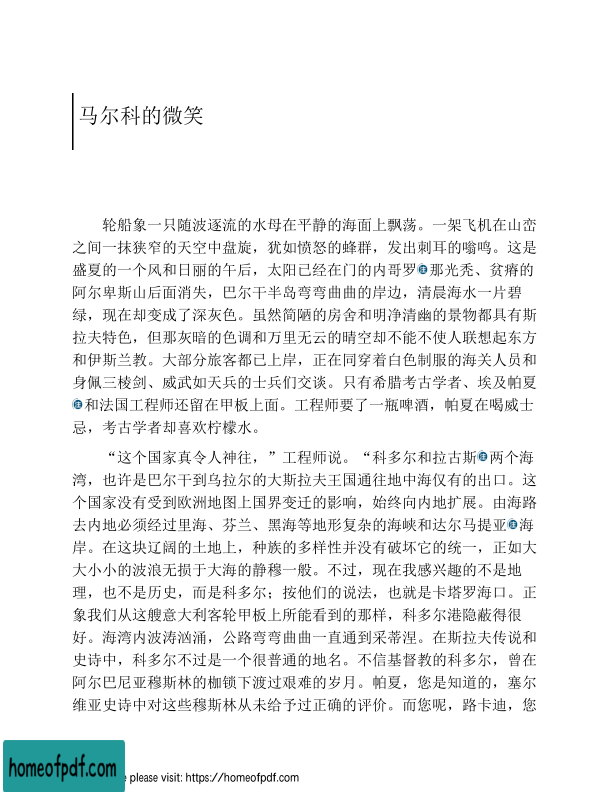 马尔科的微笑
轮船象一只随波逐流的水母在平静的海面上飘荡。一架飞机在山峦
之间一抹狭窄的天空中盘旋，犹如愤怒的蜂群，发出刺耳的嗡鸣。这是
盛夏的一个风和日丽的午后，太阳已经在门的内哥罗注那光秃、贫瘠的
阿尔卑斯山后面消失，巴尔干半岛弯弯曲曲的岸边，清晨海水一片碧
绿，现在却变成了深灰色。虽然简陋的房舍和明净清幽的景物都具有斯
拉夫特色，但那灰暗的色调和万里无云的晴空却不能不使人联想起东方
和伊斯兰教。大部分旅客都已上岸，正在同穿着白色制服的海关人员和
身佩三棱剑、威武如天兵的士兵们交谈。只有希腊考古学者、埃及帕夏
注和法国工程师还留在甲板上面。工程师要了一瓶啤酒，帕夏在喝威士
忌，考古学者却喜欢柠檬水。
“这个国家真令人神往，”工程师说。“科多尔和拉古斯注两个海
湾，也许是巴尔干到乌拉尔的大斯拉夫王国通往地中海仅有的出口。这
个国家没有受到欧洲地图上国界变迁的影响，始终向内地扩展。由海路
去内地必须经过里海、芬兰、黑海等地形复杂的海峡和达尔马提亚注海
岸。在这块辽阔的土地上，种族的多样性并没有破坏它的统一，正如大
大小小的波浪无损于大海的静穆一般。不过，现在我感兴趣的不是地
理，也不是历史，而是科多尔；按他们的说法，也就是卡塔罗海口。正
象我们从这艘意大利客轮甲板上所能看到的那样，科多尔港隐蔽得很
好。海湾内波涛汹涌，公路弯弯曲曲一直通到采蒂涅。在斯拉夫传说和
史诗中，科多尔不过是一个很普通的地名。不信基督教的科多尔，曾在
阿尔巴尼亚穆斯林的枷锁下渡过艰难的岁月。帕夏，您是知道的，塞尔
维亚史诗中对这些穆斯林从未给予过正确的评价。而您呢，路卡迪，您
homeofpdf.com
e please visit: https://homeofpdf.com